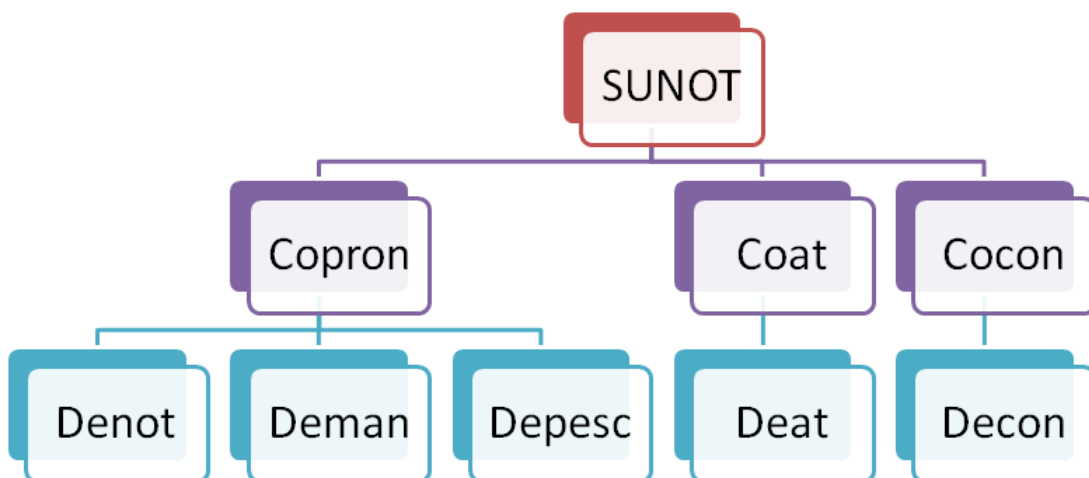 SUNOT
Copron
Coat
Cocon
Denot
Deman
Depesc
Deat
Decon